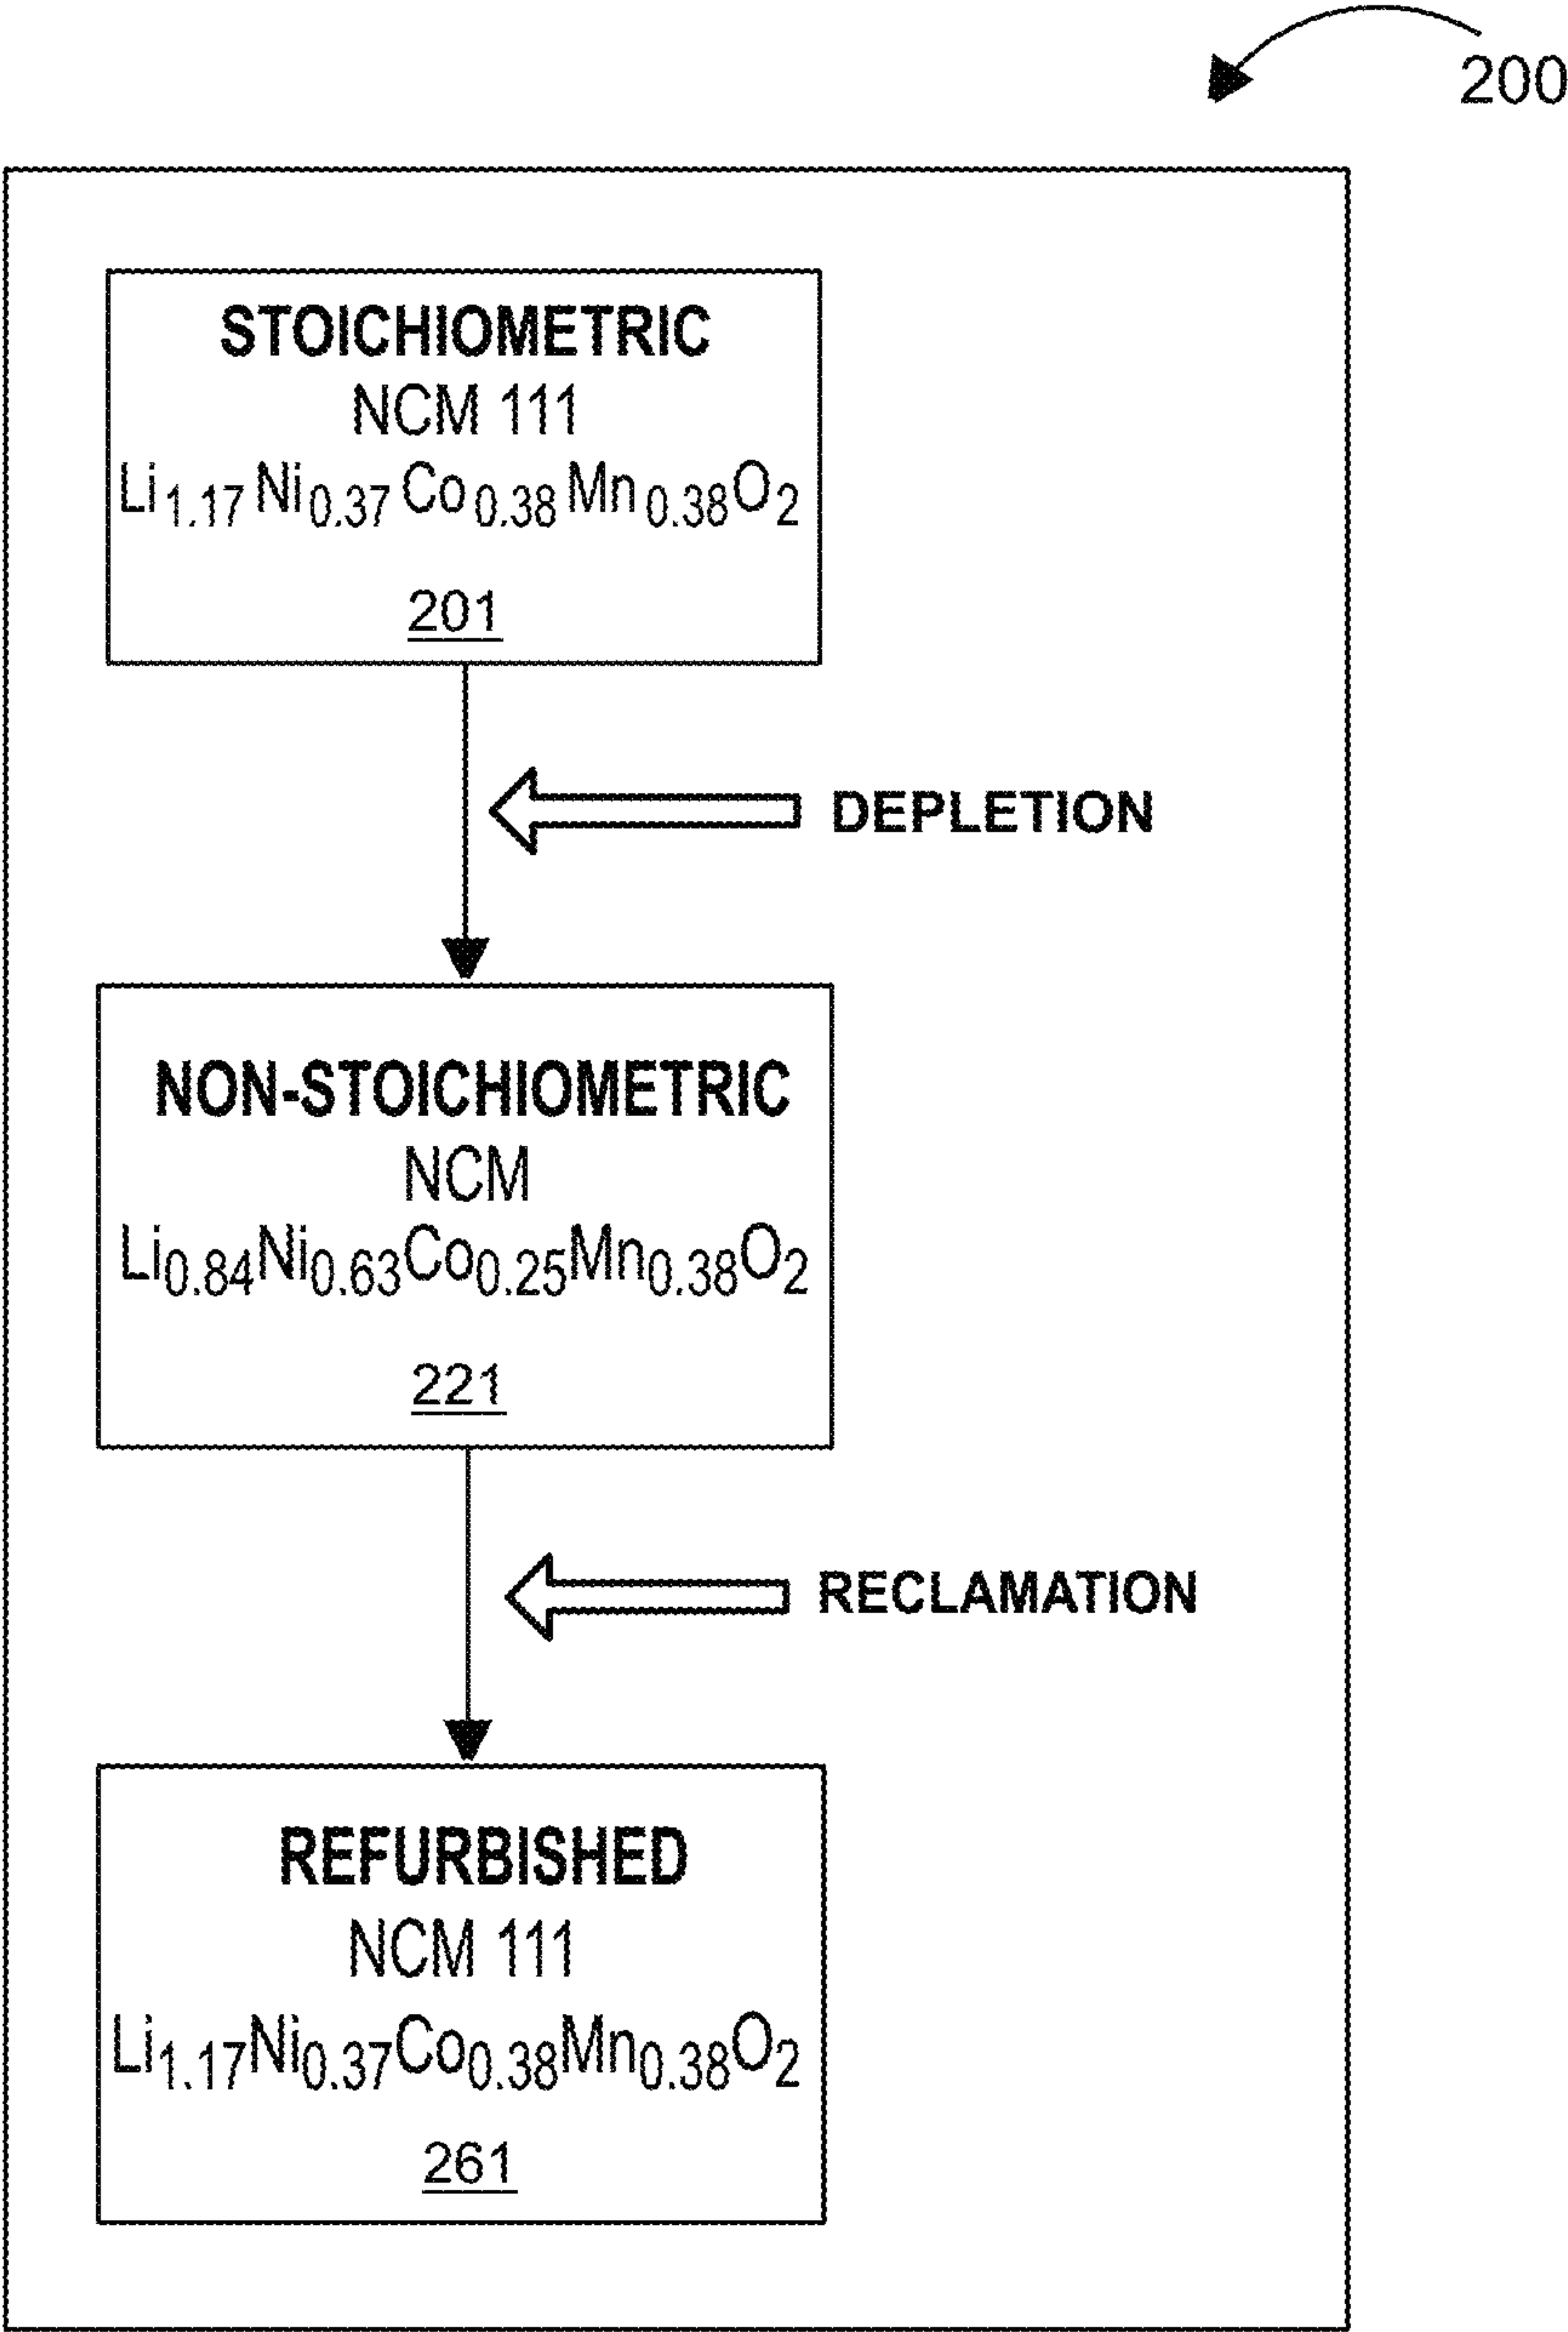 200
STOICHIOMETRIC
NCM 111
Li1.17Ni0.37Co0.38Mn0.38O2
201
DEPLETION
NON-STOICHIOMETRIC
NCM
Li0.84Ni0.63Co0.25Mn0.38O2
221
RECLAMATION
REFURBISHED
NCM 111
Li1.17Ni0.37Co0.38Mn0.38O2
261